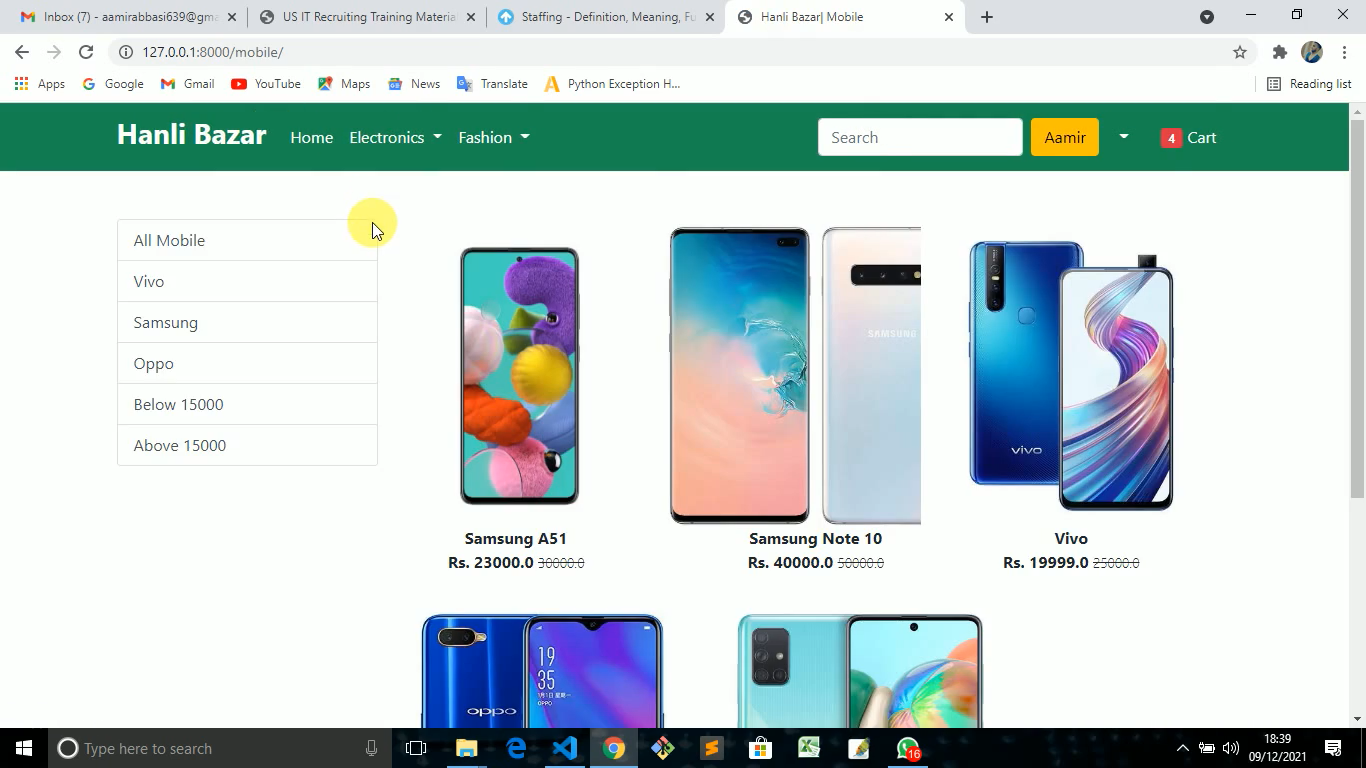 Inbox (7) - aamirabbasi639@gma
US IT Recruiting Training Materia
Staffing - Definition, Meaning, Fu
Hanli Bazar| Mobile
127.0.0.1:8000/mobile/
Apps
Google
Gmail
YouTube
Maps
News
Translate
Python Exception H...
Reading list
Hanli Bazar
Home
Electronics
Fashion
Search
Aamir
4 Cart
All Mobile
Vivo
Samsung
Oppo
Below 15000
Above 15000
SAMSUNG
vivo
Samsung A51
Rs. 23000.0 30000.0
Samsung Note 10
Rs. 40000.0 50000.0
Vivo
Rs. 19999.0 25000.0
oppo
19
35
OPPO
Type here to search
16
18:39
09/12/2021